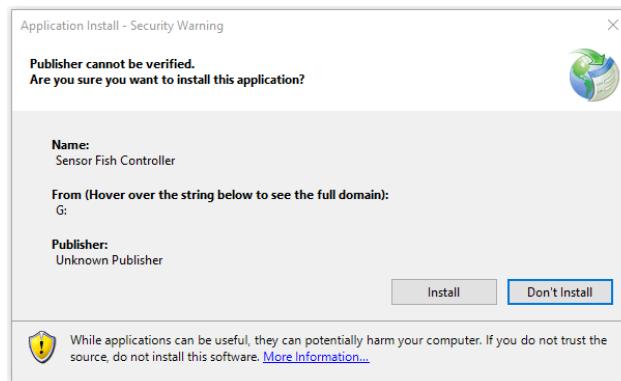 Application Install - Security Warning
Publisher cannot be verified.
Are you sure you want to install this application?
Name:
Sensor Fish Controller
From (Hover over the string below to see the full domain):
G:
Publisher:
Unknown Publisher
Install
Don't Install
While applications can be useful, they can potentially harm your computer. If you do not trust the
source, do not install this software. More Information...